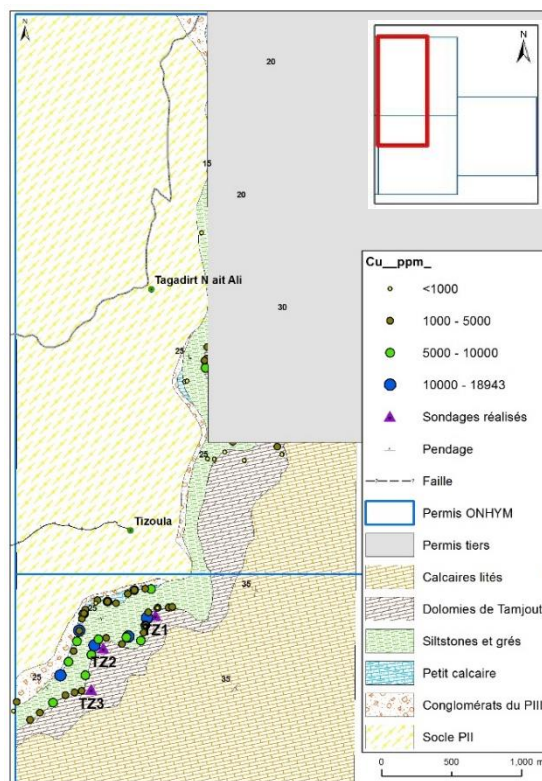 N
N
20
15
20
Tagadirt N ait Ali
30
25
25
Tizoula
35
25
TZ1
TZ2
25
35
TZ3
Cu__ppm_
<1000
1000 - 5000
5000 - 10000
10000 - 18943
Sondages réalisés
Pendage
Faille
Permis ONHYM
Permis tiers
Calcaires lités
Dolomies de Tamjout
Siltstones et grés
Petit calcaire
Conglomérats du PIII
Socle PII
0 500 1,000 m